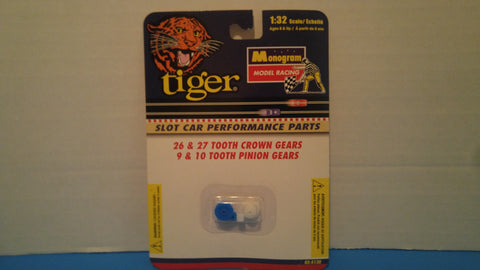 1:32 Scale/Echelle
Ages 8 & Up / À partir de 8 ans
Monogram
MODEL RACING
tiger®
SLOT CAR PERFORMANCE PARTS
26 & 27 TOOTH CROWN GEARS
9 & 10 TOOTH PINION GEARS